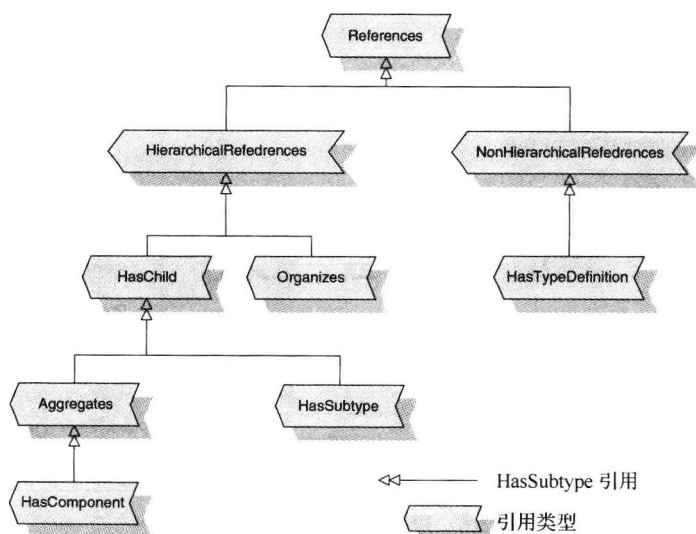 References
HierarchicalRefedrences
NonHierarchicalRefedrences
HasChild
Organizes
HasTypeDefinition
Aggregates
HasSubtype
HasComponent
HasSubtype 引用
引用类型